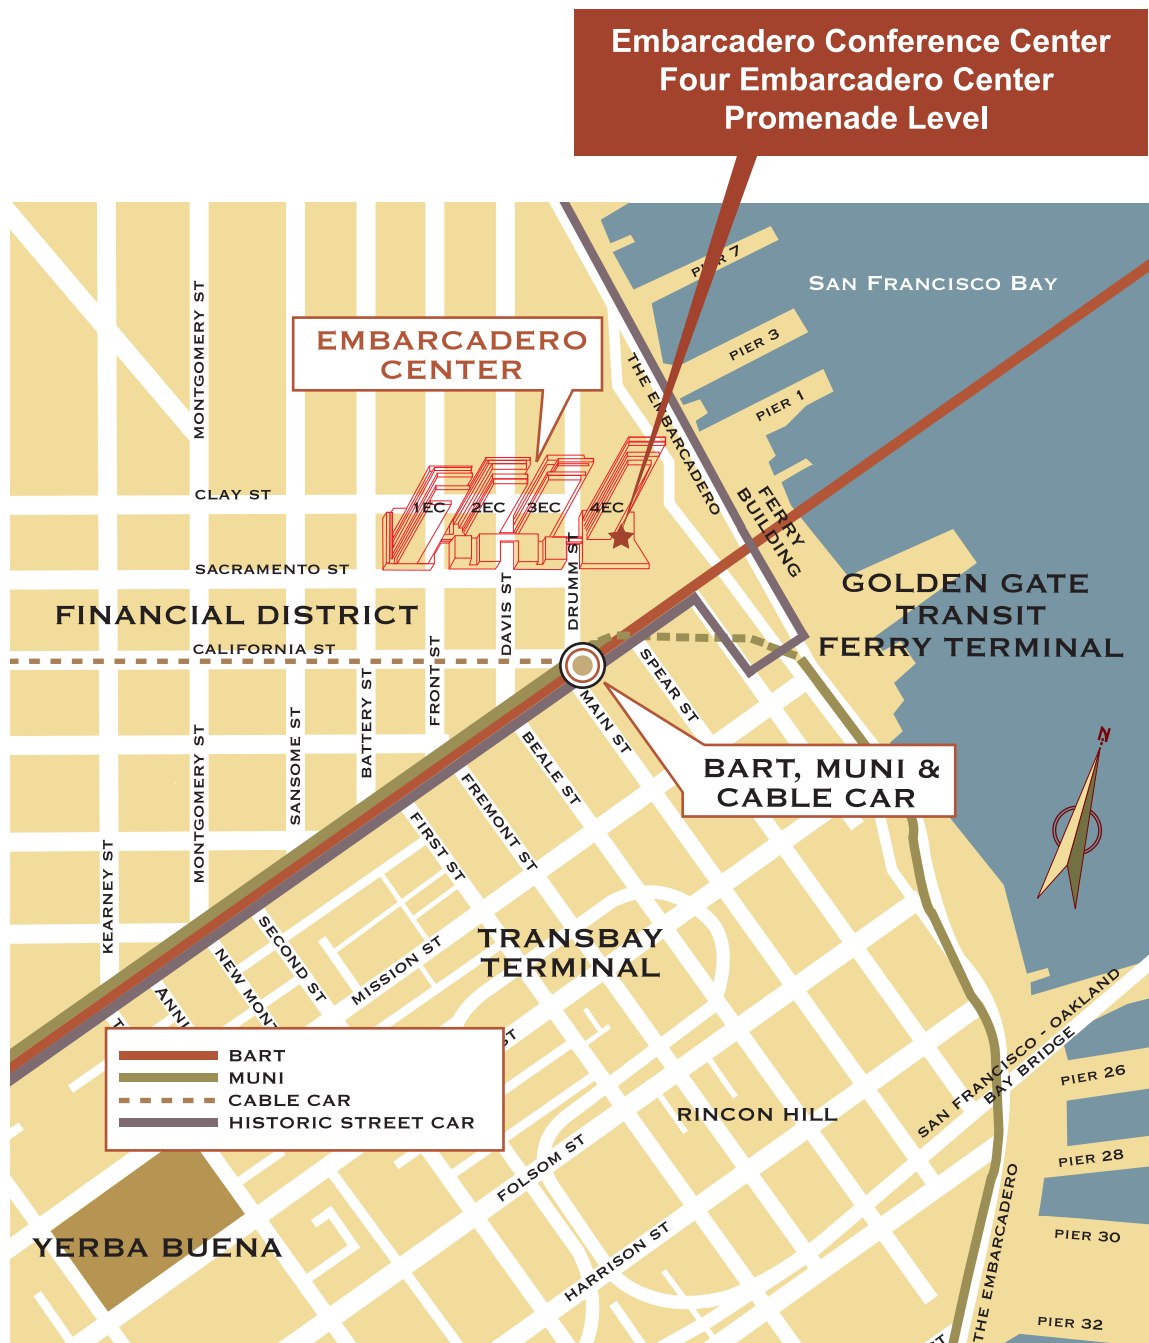 Embarcadero Conference Center
Four Embarcadero Center
Promenade Level
PIER 7
SAN FRANCISCO BAY
MONTGOMERY ST
EMBARCADERO
CENTER
PIER 3
THE EMBARCADERO
PIER 1
CLAY ST
1EC
2EC
3EC
4EC
FERRY
BUILDING
SACRAMENTO ST
DAVIS ST
DRUMM ST
FINANCIAL DISTRICT
GOLDEN GATE
TRANSIT
FERRY TERMINAL
CALIFORNIA ST
FRONT ST
BATTERY ST
SANSOME ST
MONTGOMERY ST
KEARNEY ST
SPEAR ST
MAIN ST
BEALE ST
FREMONT ST
FIRST ST
BART, MUNI &
CABLE CAR
N
SECOND ST
NEW MONT
ANNI
T
MISSION ST
TRANSBAY
TERMINAL
ST
BART
MUNI
CABLE CAR
HISTORIC STREET CAR
SAN FRANCISCO - OAKLAND
BAY BRIDGE
PIER 26
RINCON HILL
PIER 28
FOLSOM ST
YERBA BUENA
HARRISON ST
THE EMBARCADERO
PIER 30
PIER 32
ST